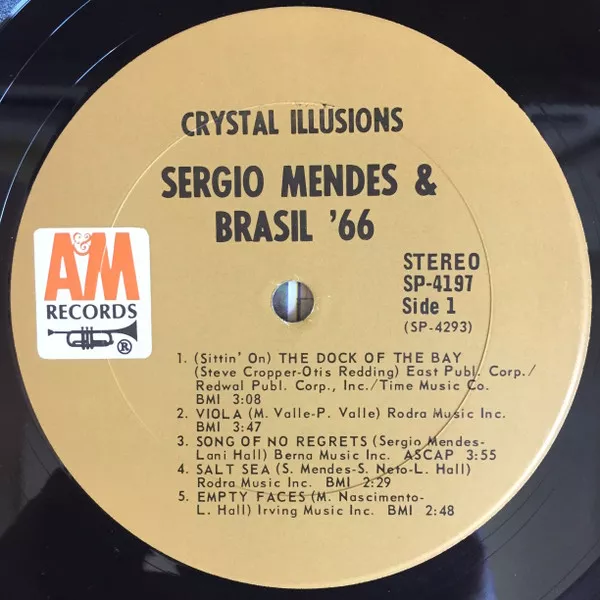 CRYSTAL ILLUSIONS
SERGIO MENDES &
BRASIL '66
A&M
RECORDS
®
STEREO
SP-4197
Side 1
(SP-4293)
1. (Sittin' On) THE DOCK OF THE BAY
(Steve Cropper-Otis Redding) East Publ. Corp./
Redwal Publ. Corp., Inc./Time Music Co.
BMI 3:08
2. VIOLA (M. Valle-P. Valle) Rodra Music Inc.
BMI 3:47
3. SONG OF NO REGRETS (Sergio Mendes-
Lani Hall) Berna Music Inc. ASCAP 3:55
4. SALT SEA (S. Mendes-S. Neto-L. Hall)
Rodra Music Inc. BMI 2:29
5. EMPTY FACES (M. Nascimento-
L. Hall) Irving Music Inc. BMI 2:48